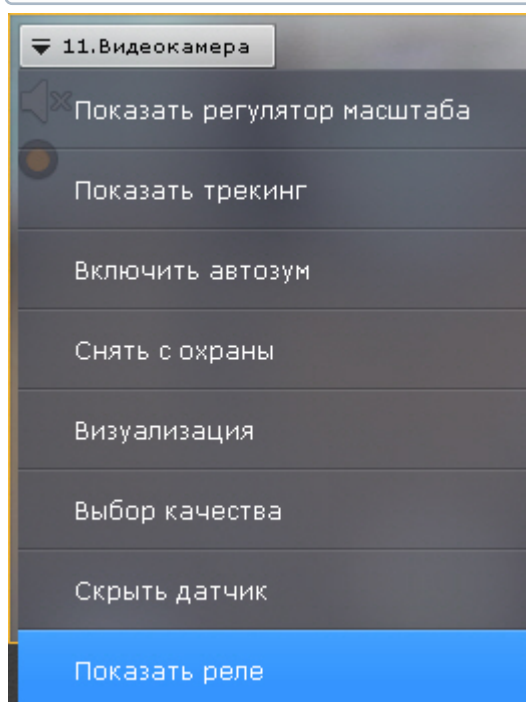 11.Видеокамера
Показать регулятор масштаба
Показать трекинг
Включить автозум
Снять с охраны
Визуализация
Выбор качества
Скрыть датчик
Показать реле